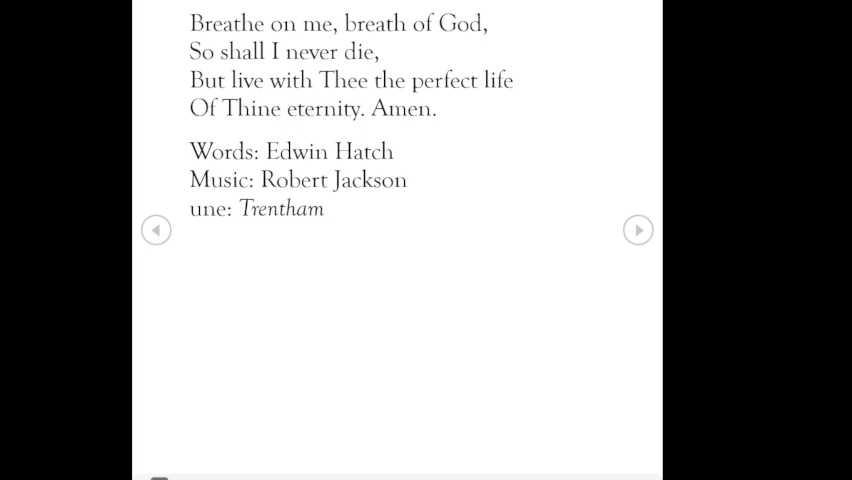 Breathe on me, breath of God,
So shall I never die,
But live with Thee the perfect life
Of Thine eternity. Amen.
Words: Edwin Hatch
Music: Robert Jackson
une: Trentham